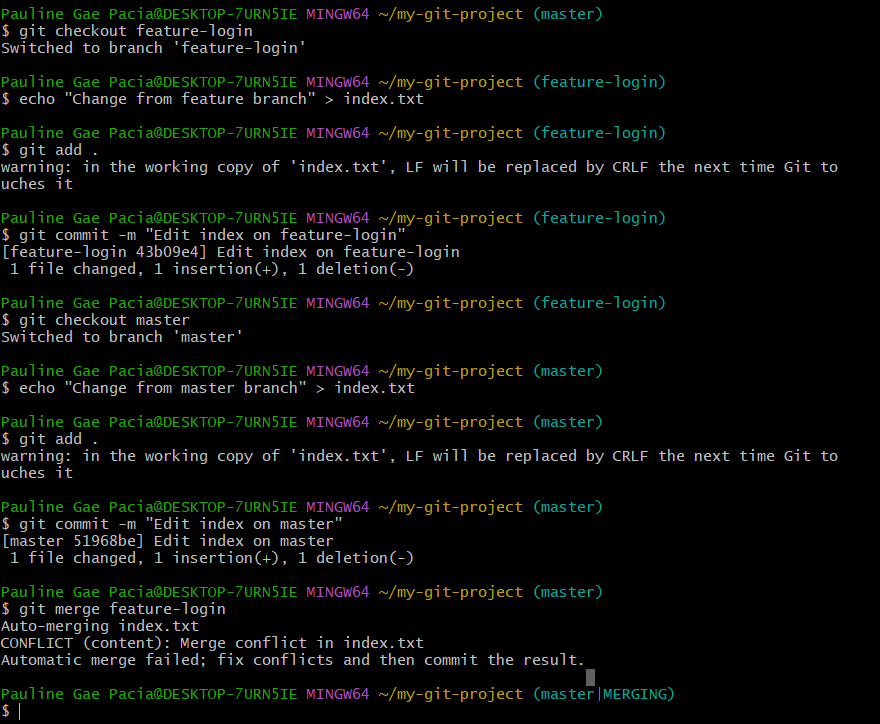 Pauline Gae Pacia@DESKTOP-7URN5IE MINGW64 ~/my-git-project (master)
$ git checkout feature-login
Switched to branch 'feature-login'
Pauline Gae Pacia@DESKTOP-7URN5IE MINGW64 ~/my-git-project (feature-login)
$ echo "Change from feature branch" > index.txt
Pauline Gae Pacia@DESKTOP-7URN5IE MINGW64 ~/my-git-project (feature-login)
$ git add .
warning: in the working copy of 'index.txt', LF will be replaced by CRLF the next time Git to
uches it
Pauline Gae Pacia@DESKTOP-7URN5IE MINGW64 ~/my-git-project (feature-login)
$ git commit -m "Edit index on feature-login"
[feature-login 43b09e4] Edit index on feature-login
 1 file changed, 1 insertion(+), 1 deletion(-)
Pauline Gae Pacia@DESKTOP-7URN5IE MINGW64 ~/my-git-project (feature-login)
$ git checkout master
Switched to branch 'master'
Pauline Gae Pacia@DESKTOP-7URN5IE MINGW64 ~/my-git-project (master)
$ echo "Change from master branch" > index.txt
Pauline Gae Pacia@DESKTOP-7URN5IE MINGW64 ~/my-git-project (master)
$ git add .
warning: in the working copy of 'index.txt', LF will be replaced by CRLF the next time Git to
uches it
Pauline Gae Pacia@DESKTOP-7URN5IE MINGW64 ~/my-git-project (master)
$ git commit -m "Edit index on master"
[master 51968be] Edit index on master
 1 file changed, 1 insertion(+), 1 deletion(-)
Pauline Gae Pacia@DESKTOP-7URN5IE MINGW64 ~/my-git-project (master)
$ git merge feature-login
Auto-merging index.txt
CONFLICT (content): Merge conflict in index.txt
Automatic merge failed; fix conflicts and then commit the result.
Pauline Gae Pacia@DESKTOP-7URN5IE MINGW64 ~/my-git-project (master|MERGING)
$